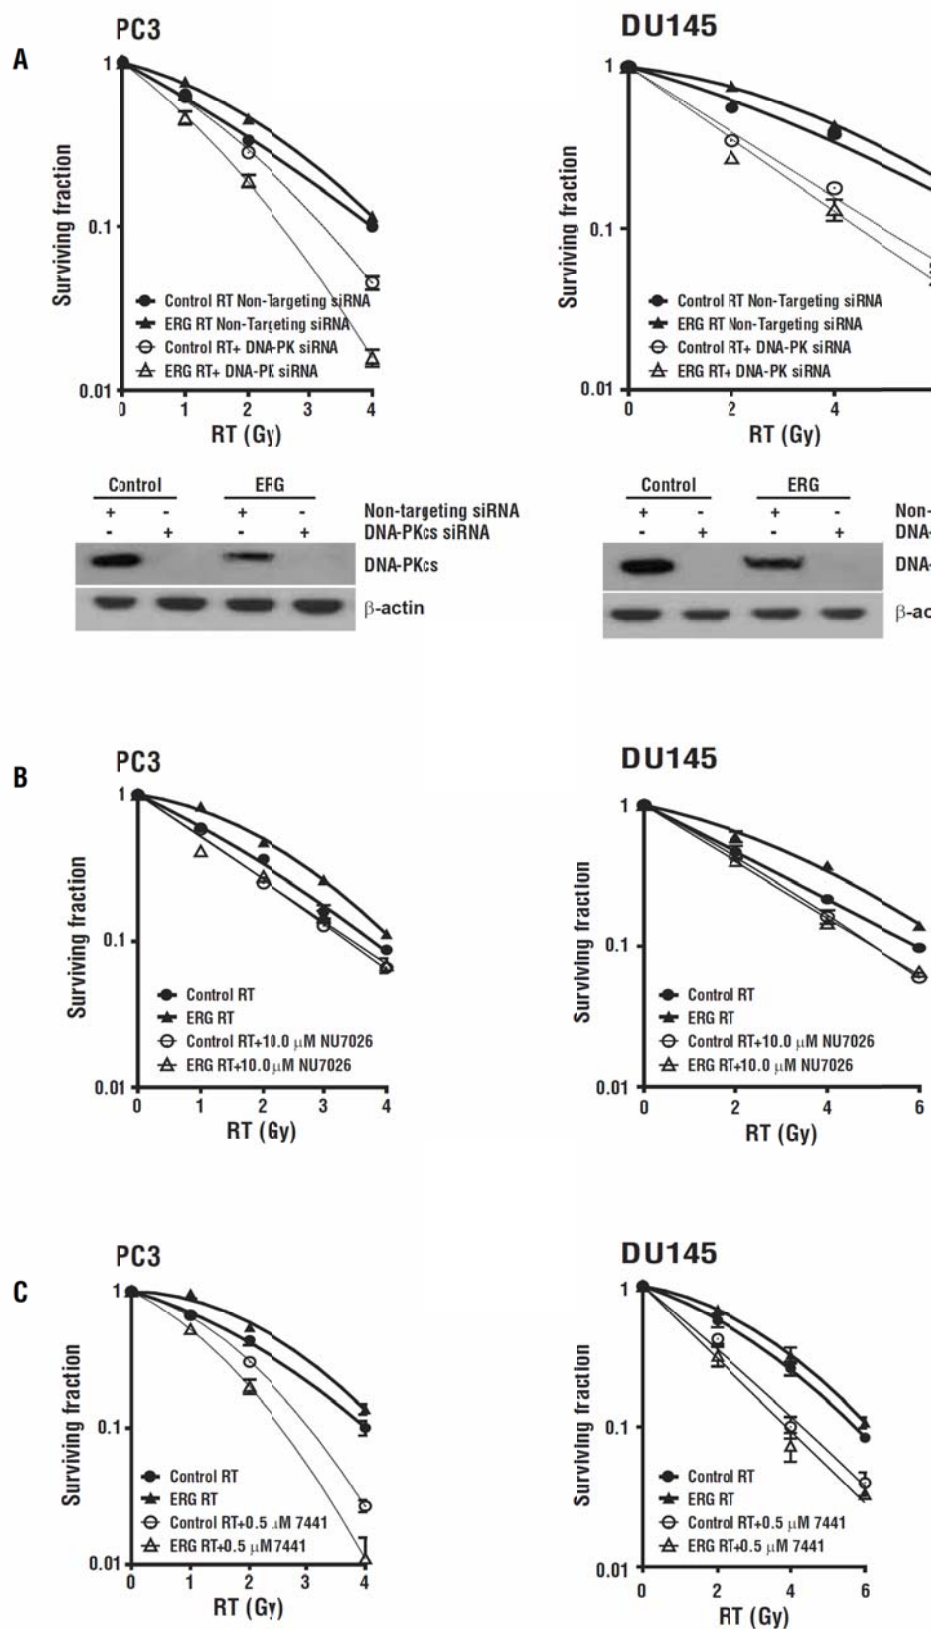 A
PC3
Surviving fraction
1
0.1
0.01
Control RT Non-Targeting siRNA
ERG RT Non-Targeting siRNA
Control RT+ DNA-PK siRNA
ERG RT+ DNA-PK siRNA
0 1 2 3 4
RT (Gy)
DU145
Surviving fraction
1
0.1
0.01
Control RT Non-Targeting siRNA
ERG RT Non-Targeting siRNA
Control RT+ DNA-PK siRNA
ERG RT+ DNA-PK siRNA
0 2 4
RT (Gy)
Control ERG
+ - + - Non-targeting siRNA
- + - + DNA-PKcs siRNA
DNA-PKcs
β-actin
Control ERG
+ - + - Non-
- + - + DNA-
DNA-
β-ac
B
PC3
Surviving fraction
1
0.1
0.01
Control RT
ERG RT
Control RT+10.0 μM NU7026
ERG RT+10.0 μM NU7026
0 1 2 3 4
RT (Gy)
DU145
Surviving fraction
1
0.1
0.01
Control RT
ERG RT
Control RT+10.0 μM NU7026
ERG RT+10.0 μM NU7026
0 2 4 6
RT (Gy)
C
PC3
Surviving fraction
1
0.1
0.01
Control RT
ERG RT
Control RT+0.5 μM 7441
ERG RT+0.5 μM 7441
0 1 2 3 4
RT (Gy)
DU145
Surviving fraction
1
0.1
0.01
Control RT
ERG RT
Control RT+0.5 μM 7441
ERG RT+0.5 μM 7441
0 2 4 6
RT (Gy)